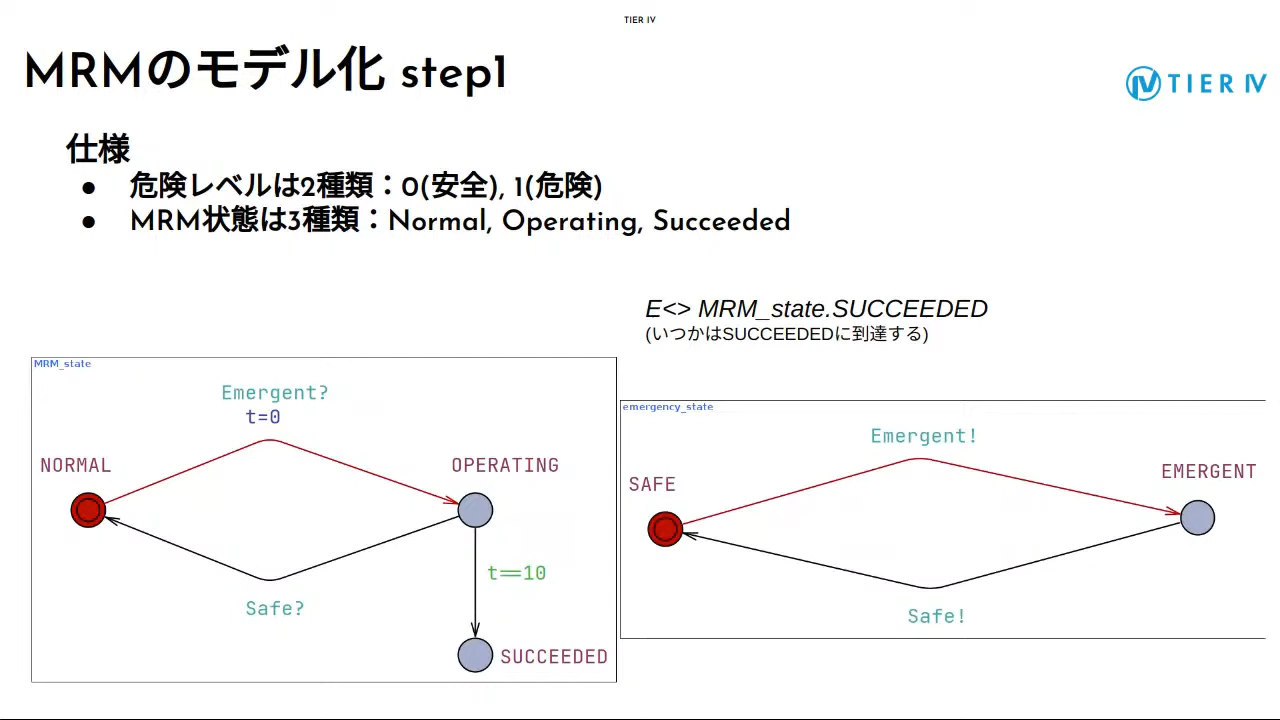 TIER IV
MRMのモデル化 step1
TIER IV
仕様
● 危険レベルは2種類：0(安全), 1(危険)
● MRM状態は3種類：Normal, Operating, Succeeded
E<> MRM_state.SUCCEEDED
(いつかはSUCCEEDEDに到達する)
MRM_state
Emergent?
t=0
NORMAL
OPERATING
t==10
Safe?
SUCCEEDED
emergency_state
Emergent!
SAFE
EMERGENT
Safe!